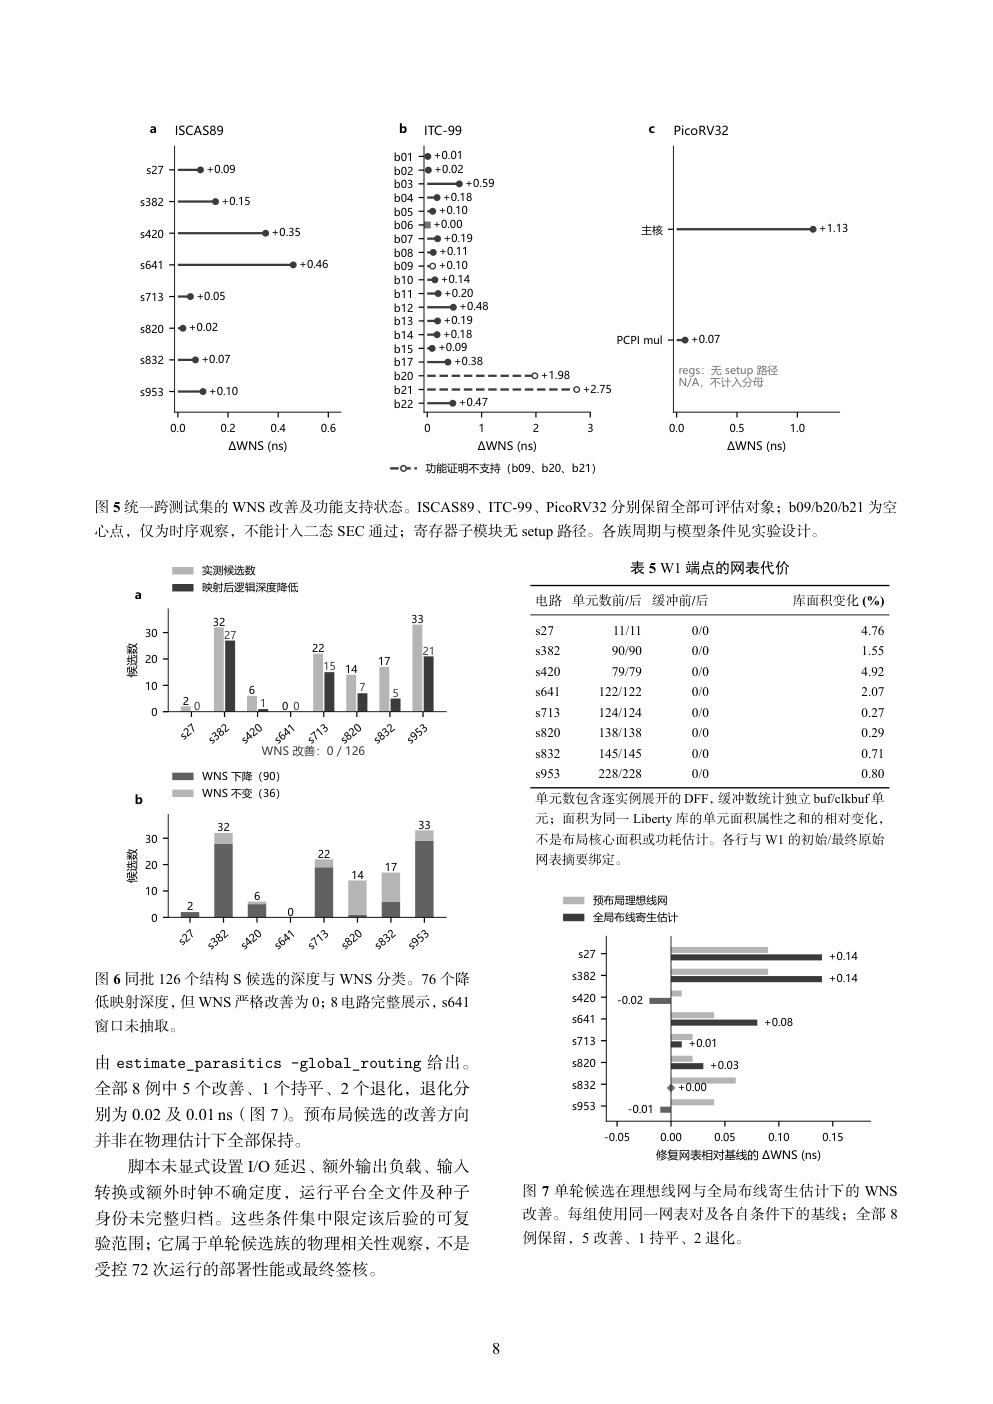 a ISCAS89
s27 +0.09
s382 +0.15
s420 +0.35
s641 +0.46
s713 +0.05
s820 +0.02
s832 +0.07
s953 +0.10
0.0 0.2 0.4 0.6
ΔWNS (ns)
b ITC-99
b01 +0.01
b02 +0.02
b03 +0.59
b04 +0.18
b05 +0.10
b06 +0.00
b07 +0.19
b08 +0.11
b09 +0.10
b10 +0.14
b11 +0.20
b12 +0.48
b13 +0.19
b14 +0.18
b15 +0.09
b17 +0.38
b20 +1.98
b21 +2.75
b22 +0.47
0 1 2 3
ΔWNS (ns)
c PicoRV32
主核 +1.13
PCPI mul +0.07
regs：无 setup 路径
N/A，不计入分母
0.0 0.5 1.0
ΔWNS (ns)
功能证明不支持（b09、b20、b21）
图 5 统一跨测试集的 WNS 改善及功能支持状态。ISCAS89、ITC-99、PicoRV32 分别保留全部可评估对象；b09/b20/b21 为空
心点，仅为时序观察，不能计入二态 SEC 通过；寄存器子模块无 setup 路径。各族周期与模型条件见实验设计。
实测候选数
映射后逻辑深度降低
a
候选数
30
20
10
0
2 0
32 27
6 1
0 0
22 15
14 7
17 5
33 21
s27 s382 s420 s641 s713 s820 s832 s953
WNS 改善：0 / 126
WNS 下降（90）
WNS 不变（36）
b
候选数
30
20
10
0
2 32 6 0 22 14 17 33
s27 s382 s420 s641 s713 s820 s832 s953
图 6 同批 126 个结构 S 候选的深度与 WNS 分类。76 个降
低映射深度，但 WNS 严格改善为 0；8 电路完整展示，s641
窗口未抽取。
由 estimate_parasitics -global_routing 给出。
全部 8 例中 5 个改善、1 个持平、2 个退化，退化分
别为 0.02 及 0.01 ns（图 7）。预布局候选的改善方向
并非在物理估计下全部保持。
脚本未显式设置 I/O 延迟、额外输出负载、输入
转换或额外时钟不确定度，运行平台全文件及种子
身份未完整归档。这些条件集中限定该后验的可复
验范围；它属于单轮候选族的物理相关性观察，不是
受控 72 次运行的部署性能或最终签核。
表 5 W1 端点的网表代价
电路 单元数前/后 缓冲前/后 库面积变化 (%)
s27 11/11 0/0 4.76
s382 90/90 0/0 1.55
s420 79/79 0/0 4.92
s641 122/122 0/0 2.07
s713 124/124 0/0 0.27
s820 138/138 0/0 0.29
s832 145/145 0/0 0.71
s953 228/228 0/0 0.80
单元数包含逐实例展开的 DFF，缓冲数统计独立 buf/clkbuf 单
元；面积为同一 Liberty 库的单元面积属性之和的相对变化，
不是布局核心面积或功耗估计。各行与 W1 的初始/最终原始
网表摘要绑定。
预布局理想线网
全局布线寄生估计
s27 +0.14
s382 +0.14
s420 -0.02
s641 +0.08
s713 +0.01
s820 +0.03
s832 +0.00
s953 -0.01
-0.05 0.00 0.05 0.10 0.15
修复网表相对基线的 ΔWNS (ns)
图 7 单轮候选在理想线网与全局布线寄生估计下的 WNS
改善。每组使用同一网表对及各自条件下的基线；全部 8
例保留，5 改善、1 持平、2 退化。
8